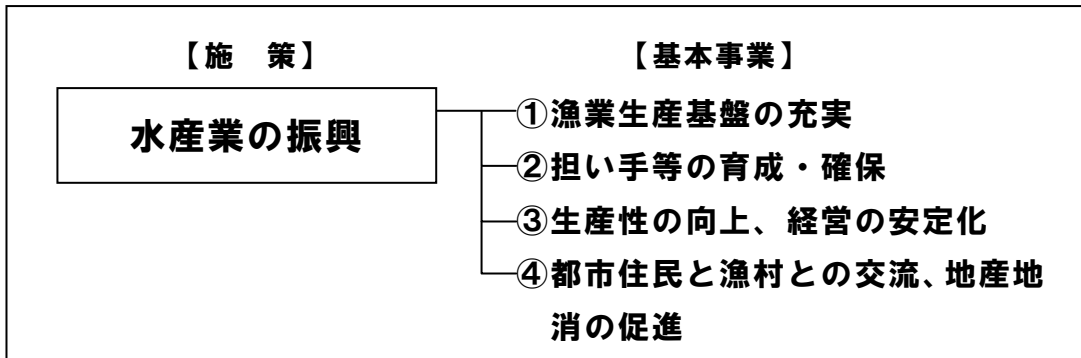 【施　策】
【基本事業】
水産業の振興
①漁業生産基盤の充実
②担い手等の育成・確保
③生産性の向上、経営の安定化
④都市住民と漁村との交流、地産地
消の促進